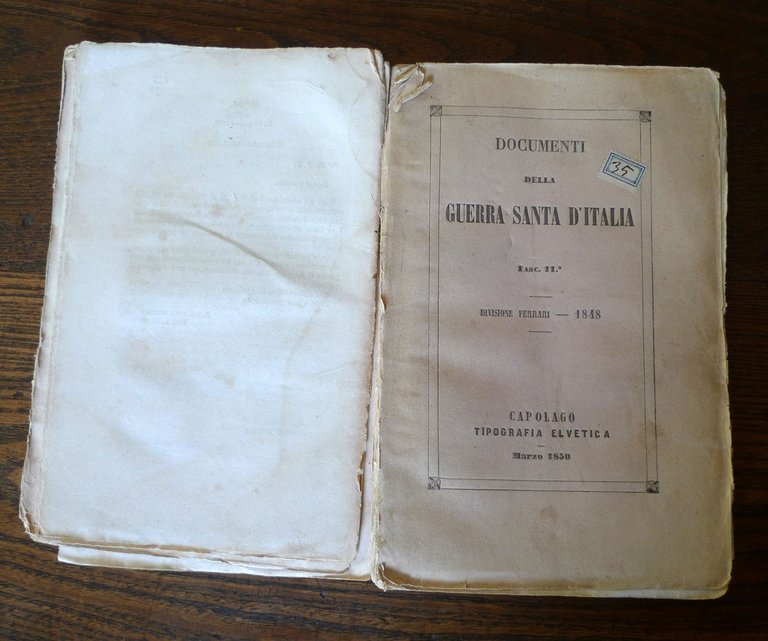 DOCUMENTI
35
DELLA
GUERRA SANTA D'ITALIA
Fasc. 11.°
DIVISIONE FERRARI — 1848
CAPOLAGO
TIPOGRAFIA ELVETICA
Marzo 1850